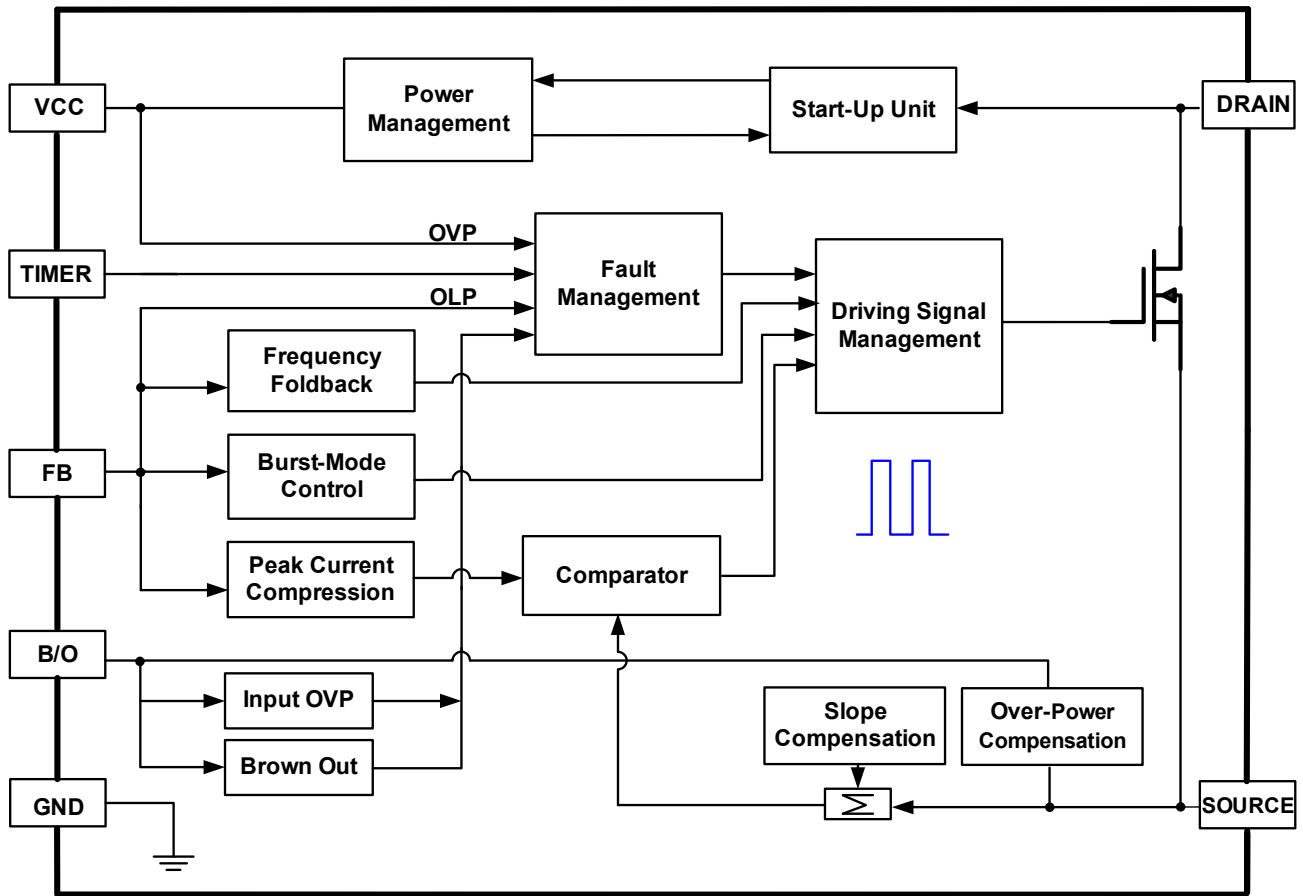 VCC
Power
Management
Start-Up Unit
DRAIN
OVP
TIMER
OLP
Fault
Management
Driving Signal
Management
Frequency
Foldback
FB
Burst-Mode
Control
Peak Current
Compression
Comparator
B/O
Input OVP
Brown Out
Slope
Compensation
Over-Power
Compensation
GND
Σ
SOURCE